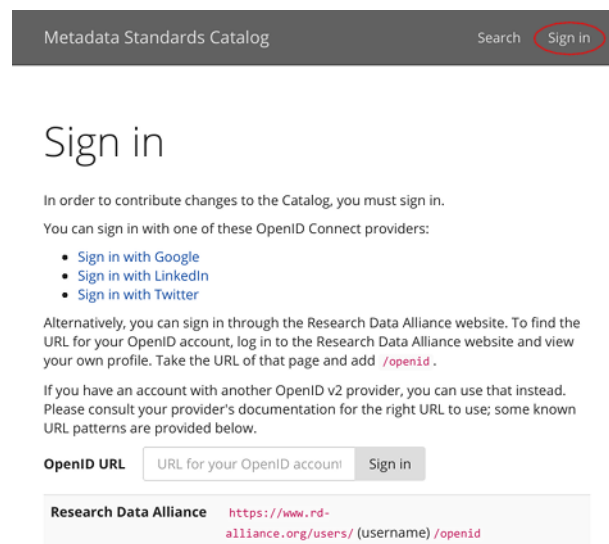 Metadata Standards Catalog Search Sign in
Sign in
In order to contribute changes to the Catalog, you must sign in.
You can sign in with one of these OpenID Connect providers:
• Sign in with Google
• Sign in with LinkedIn
• Sign in with Twitter
Alternatively, you can sign in through the Research Data Alliance website. To find the
URL for your OpenID account, log in to the Research Data Alliance website and view
your own profile. Take the URL of that page and add /openid .
If you have an account with another OpenID v2 provider, you can use that instead.
Please consult your provider's documentation for the right URL to use; some known
URL patterns are provided below.
OpenID URL URL for your OpenID account Sign in
Research Data Alliance https://www.rd-
alliance.org/users/ (username) /openid